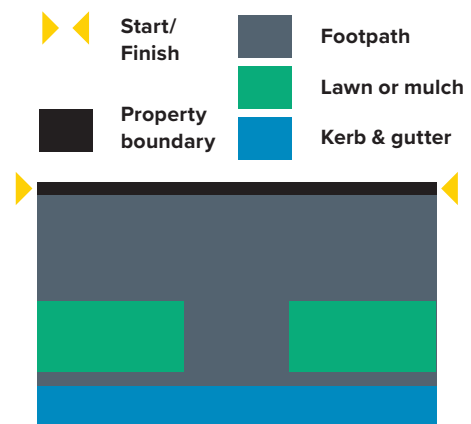 Start/
Finish
Property
boundary
Footpath
Lawn or mulch
Kerb & gutter